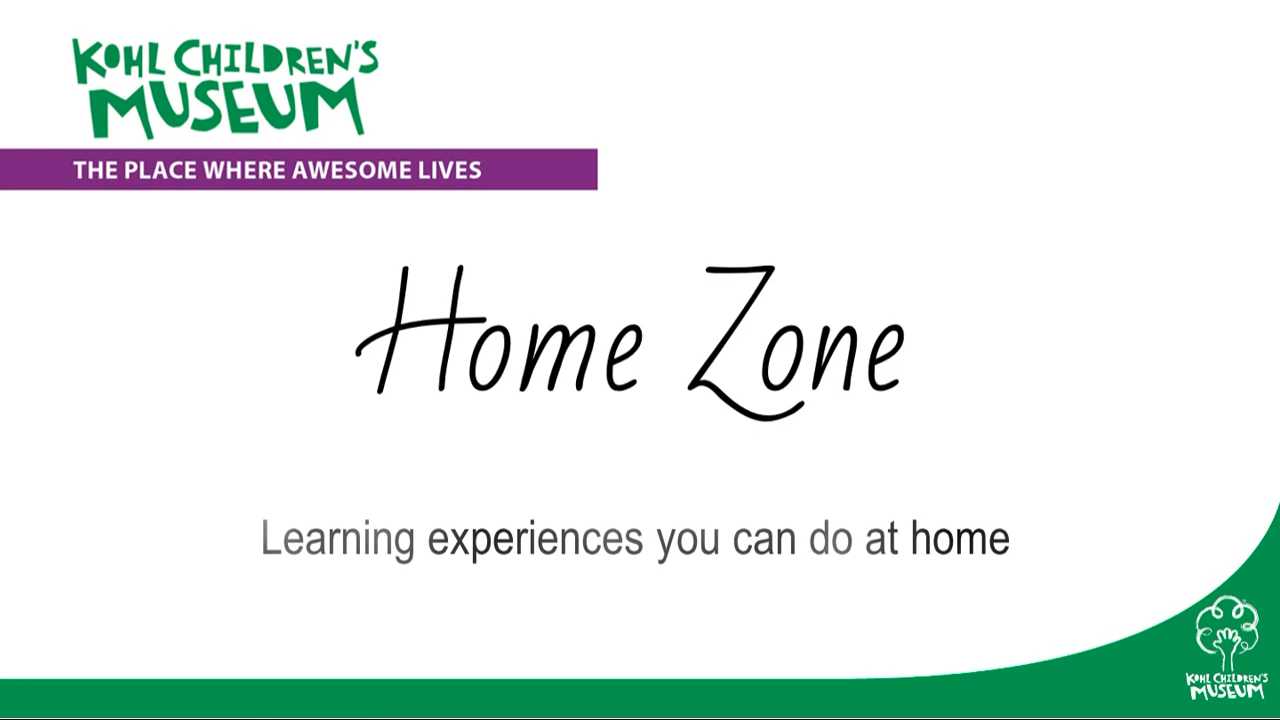 KOHL CHILDREN'S
MUSEUM
THE PLACE WHERE AWESOME LIVES
Home Zone
Learning experiences you can do at home
KOHL CHILDREN'S
MUSEUM